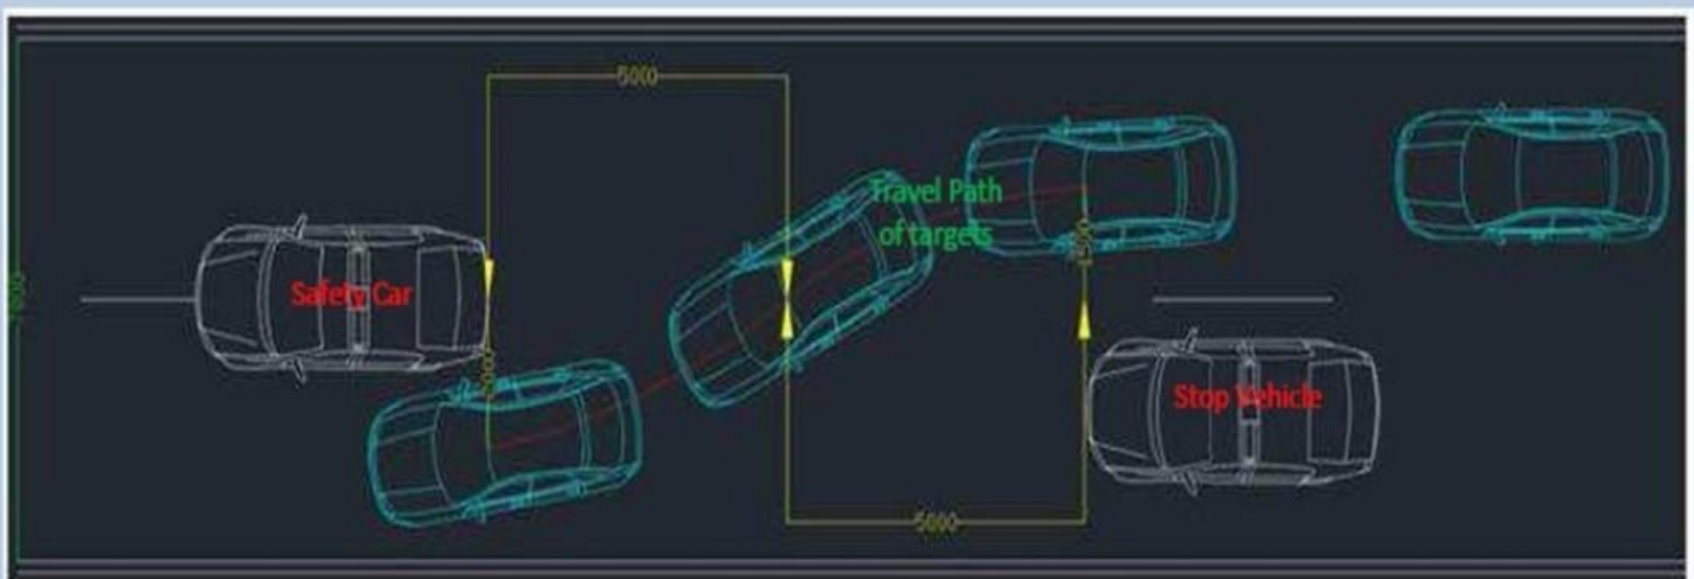 5000
Travel Path
of targets
Safety Car
Stop Vehicle
5000